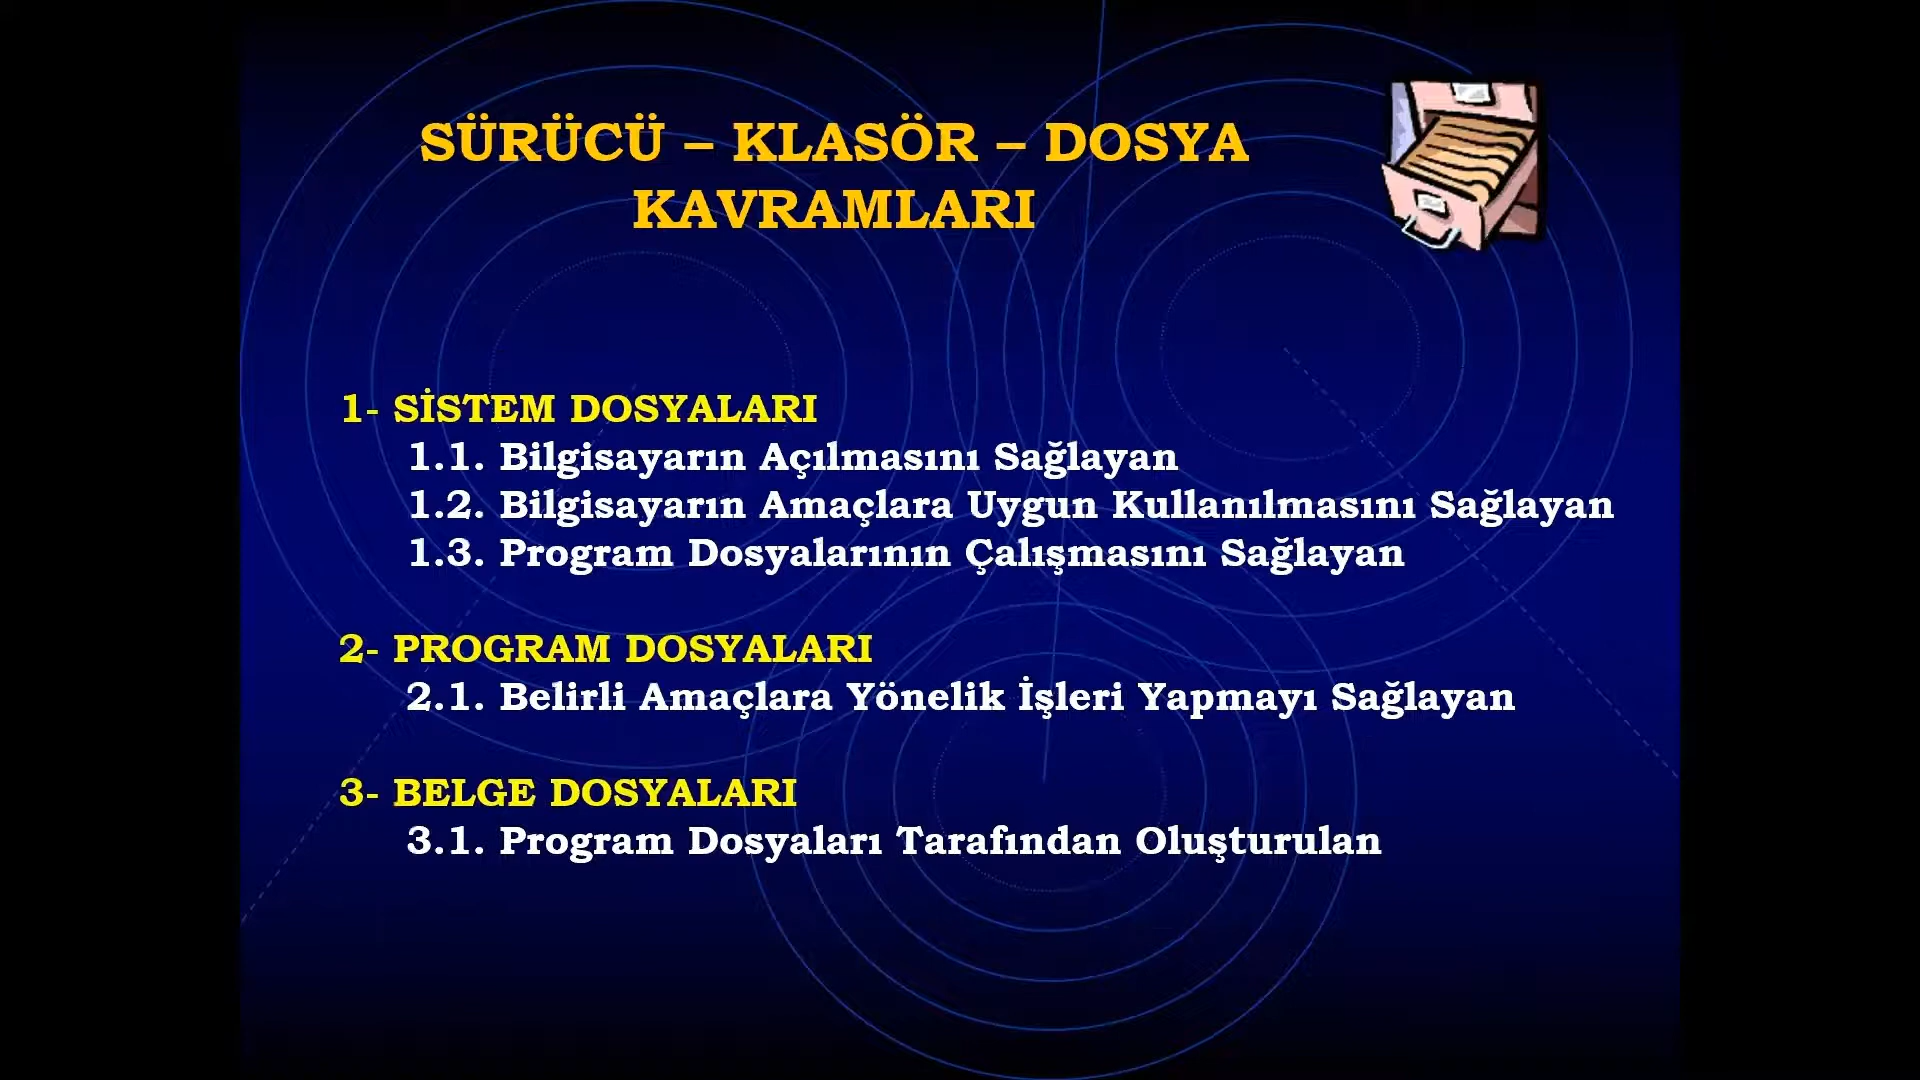 SÜRÜCÜ – KLASÖR – DOSYA
KAVRAMLARI
1- SİSTEM DOSYALARI
1.1. Bilgisayarın Açılmasını Sağlayan
1.2. Bilgisayarın Amaçlara Uygun Kullanılmasını Sağlayan
1.3. Program Dosyalarının Çalışmasını Sağlayan
2- PROGRAM DOSYALARI
2.1. Belirli Amaçlara Yönelik İşleri Yapmayı Sağlayan
3- BELGE DOSYALARI
3.1. Program Dosyaları Tarafından Oluşturulan